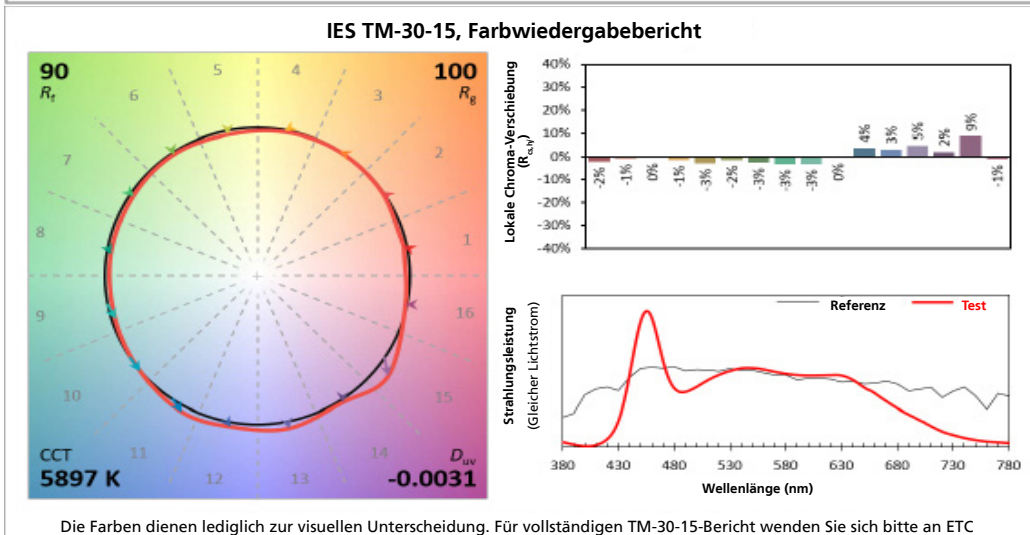 IES TM-30-15, Farbwiedergabebericht
90
Rf
100
Rg
1
2
3
4
5
6
7
8
9
10
11
12
13
14
15
16
CCT
5897 K
Duv
-0.0031
Lokale Chroma-Verschiebung
(Rcs,hj)
40%
30%
20%
10%
0%
-10%
-20%
-30%
-40%
-2%
-1%
0%
-1%
-3%
-2%
-3%
-3%
-3%
0%
4%
3%
5%
2%
9%
-1%
Strahlungsleistung
(Gleicher Lichtstrom)
Referenz
Test
380 430 480 530 580 630 680 730 780
Wellenlänge (nm)
Die Farben dienen lediglich zur visuellen Unterscheidung. Für vollständigen TM-30-15-Bericht wenden Sie sich bitte an ETC